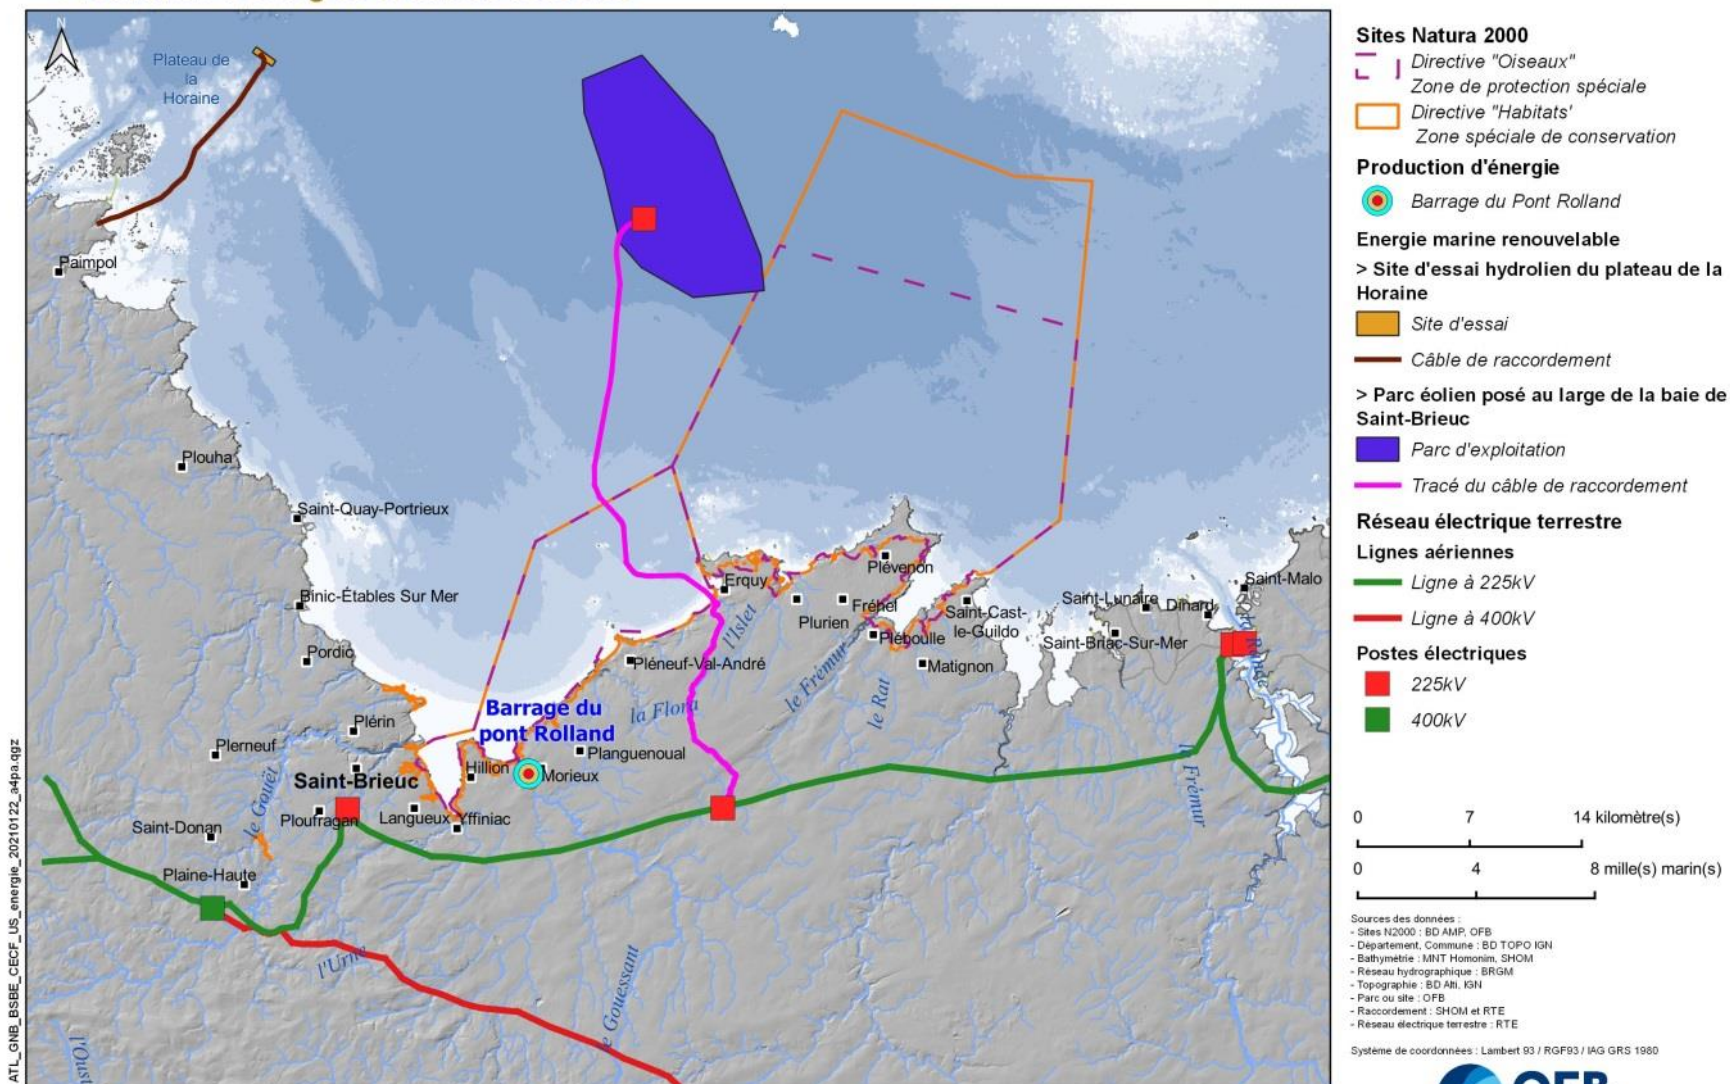 N
Plateau de
la
Horaine
Paimpol
Plouha
Saint-Quay-Portrieux
Binic-Étables Sur Mer
Pordic
Plérin
Plerneuf
Saint-Brieuc
le Gouët
Saint-Donan
Ploufragan
Langueux
Yffiniac
Plaine-Haute
Hillion
Morieux
Barrage du
pont Rolland
Planguenoual
Pléneuf-Val-André
la Flora
l'Islet
Erquy
Plurien
Fréhel
Plévenon
Pléboulle
Matignon
le Frémur
le Rat
Saint-Cast-
le-Guildo
Saint-Lunaire
Dinard
Saint-Malo
Saint-Briac-Sur-Mer
la Rance
l'Urne
ATL_GNB_BSBE_CECF_US_energie_20210122_a4pa.qgz
Sites Natura 2000
Directive "Oiseaux"
Zone de protection spéciale
Directive "Habitats'
Zone spéciale de conservation
Production d'énergie
Barrage du Pont Rolland
Energie marine renouvelable
> Site d'essai hydrolien du plateau de la
Horaine
Site d'essai
Câble de raccordement
> Parc éolien posé au large de la baie de
Saint-Brieuc
Parc d'exploitation
Tracé du câble de raccordement
Réseau électrique terrestre
Lignes aériennes
Ligne à 225kV
Ligne à 400kV
Postes électriques
225kV
400kV
0 7 14 kilomètre(s)
0 4 8 mille(s) marin(s)
Sources des données :
- Sites N2000 : BD AMP, OFB
- Département, Commune : BD TOPO IGN
- Bathymétrie : MNT Homonim, SHOM
- Réseau hydrographique : BRGM
- Topographie : BD Alti, IGN
- Parc ou site : OFB
- Raccordement : SHOM et RTE
- Réseau électrique terrestre : RTE
Système de coordonnées : Lambert 93 / RGF93 / IAG GRS 1980
OFB
l'Frémur
e Gouessant
l'Oust